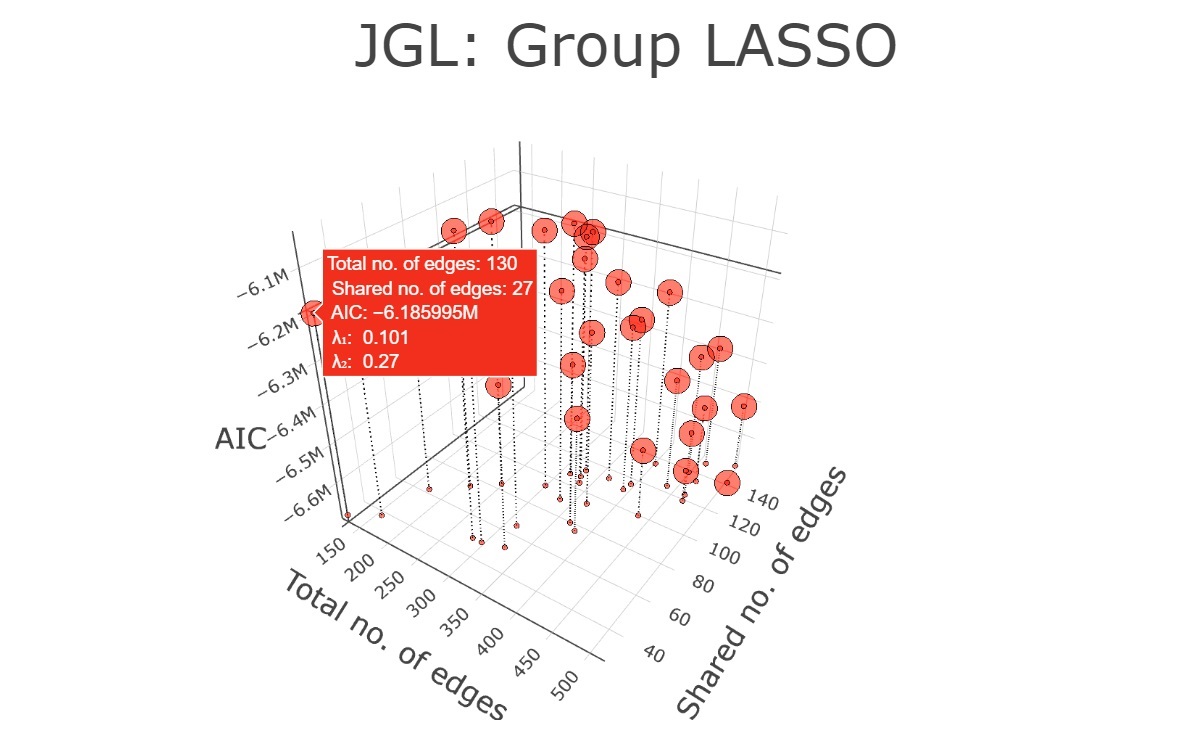 JGL: Group LASSO
Total no. of edges: 130
Shared no. of edges: 27
AIC: −6.185995M
λ₁: 0.101
λ₂: 0.27
−6.1M
−6.2M
−6.3M
−6.4M
−6.5M
−6.6M
AIC
150
200
250
300
350
400
450
500
Total no. of edges
140
120
100
80
60
40
Shared no. of edges